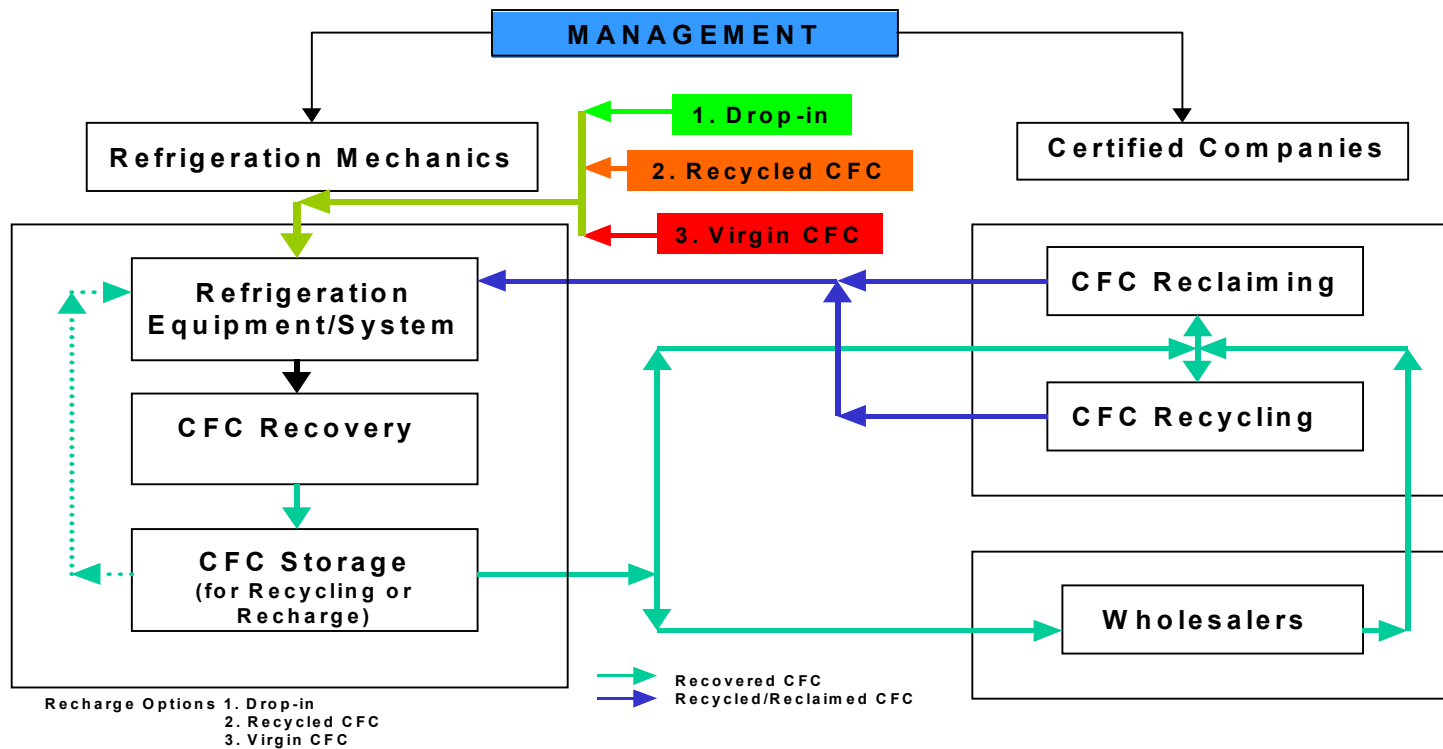 MANAGEMENT
1. Drop-in
Refrigeration Mechanics
Certified Companies
2. Recycled CFC
3. Virgin CFC
Refrigeration
Equipment/System
CFC Reclaiming
CFC Recovery
CFC Recycling
CFC Storage
(for Recycling or
Recharge)
Wholesalers
Recovered CFC
Recycled/Reclaimed CFC
Recharge Options 1. Drop-in
2. Recycled CFC
3. Virgin CFC